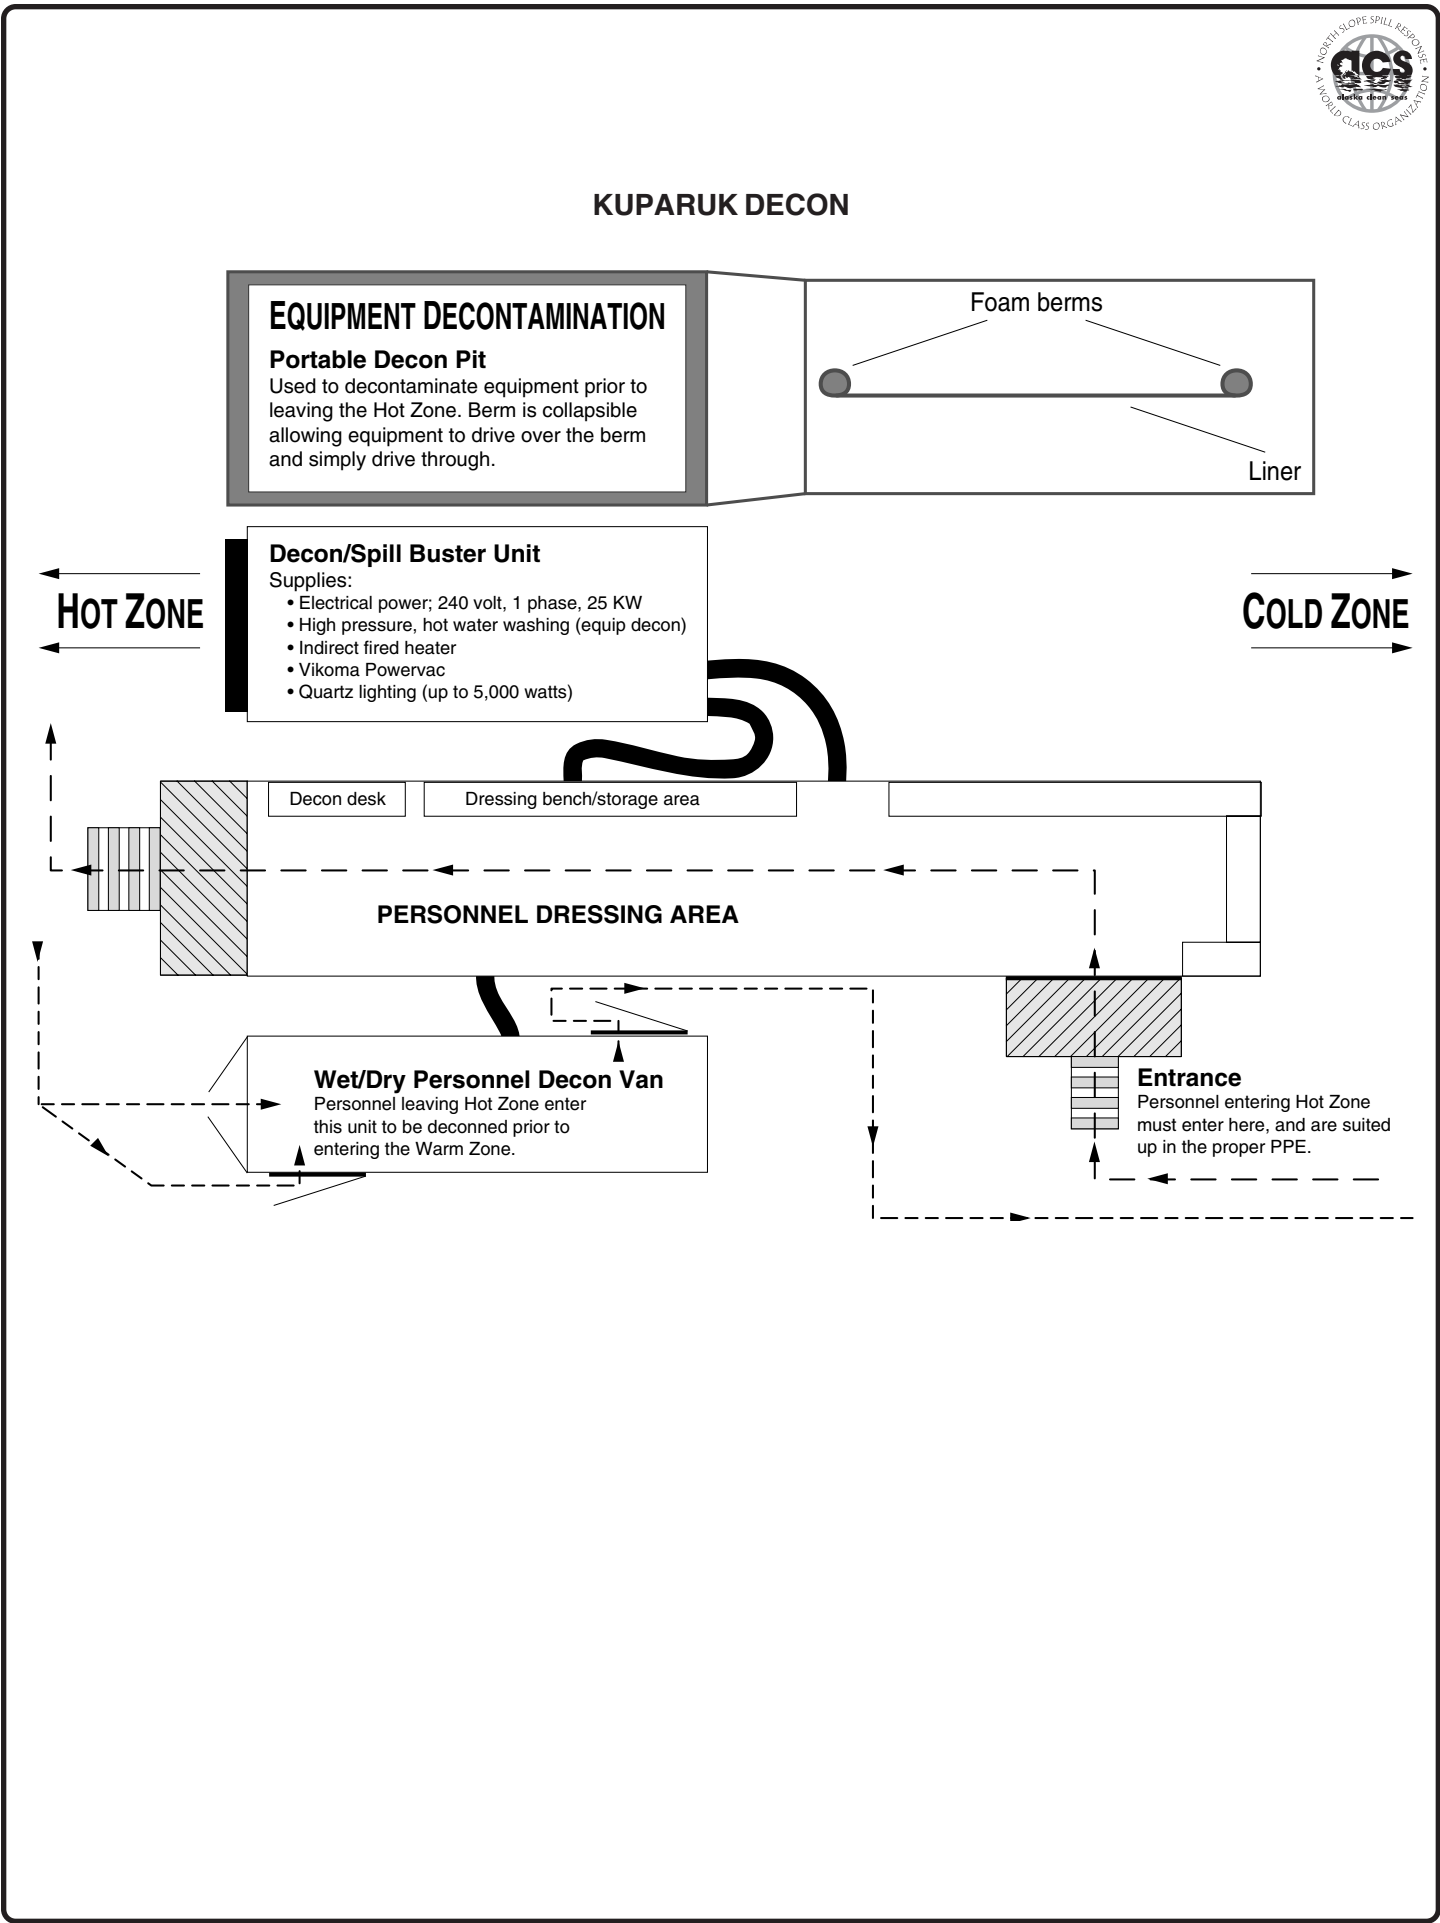 • NORTH SLOPE SPILL RESPONSE •
A WORLD CLASS ORGANIZATION
acs
alaska clean seas
KUPARUK DECON
EQUIPMENT DECONTAMINATION
Portable Decon Pit
Used to decontaminate equipment prior to
leaving the Hot Zone. Berm is collapsible
allowing equipment to drive over the berm
and simply drive through.
Foam berms
Liner
Decon/Spill Buster Unit
Supplies:
• Electrical power; 240 volt, 1 phase, 25 KW
• High pressure, hot water washing (equip decon)
• Indirect fired heater
• Vikoma Powervac
• Quartz lighting (up to 5,000 watts)
HOT ZONE
COLD ZONE
Decon desk
Dressing bench/storage area
PERSONNEL DRESSING AREA
Wet/Dry Personnel Decon Van
Personnel leaving Hot Zone enter
this unit to be deconned prior to
entering the Warm Zone.
Entrance
Personnel entering Hot Zone
must enter here, and are suited
up in the proper PPE.